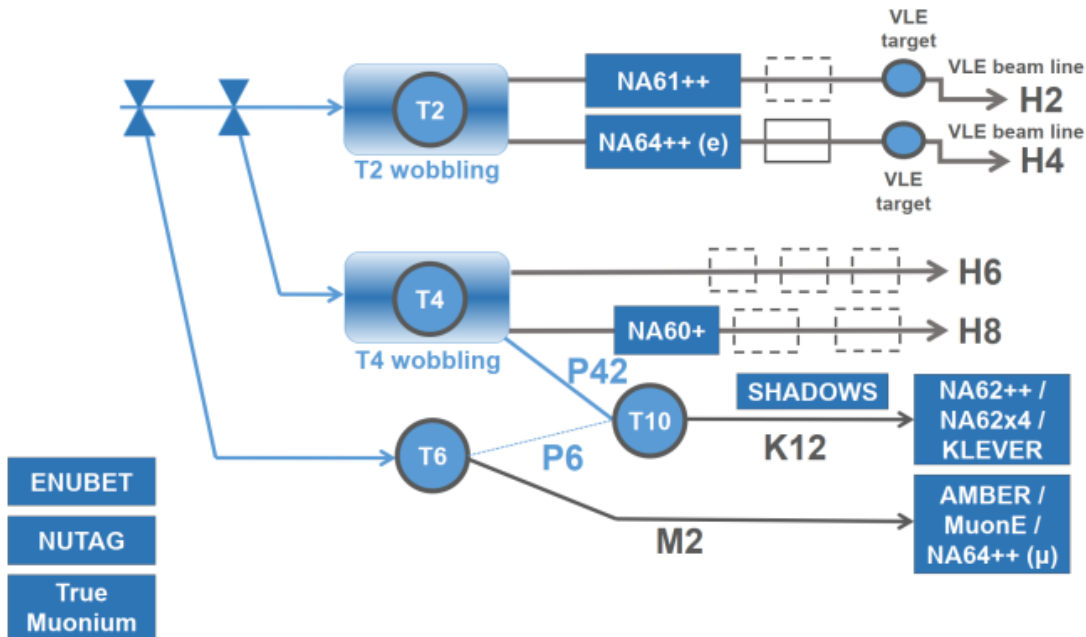 VLE
target
VLE beam line
NA61++
H2
T2
VLE beam line
NA64++ (e)
H4
T2 wobbling
VLE
target
H6
T4
NA60+
H8
T4 wobbling
P42
SHADOWS
NA62++ /
NA62x4 /
KLEVER
T10
K12
T6
P6
ENUBET
AMBER /
MuonE /
NA64++ (μ)
NUTAG
M2
True
Muonium